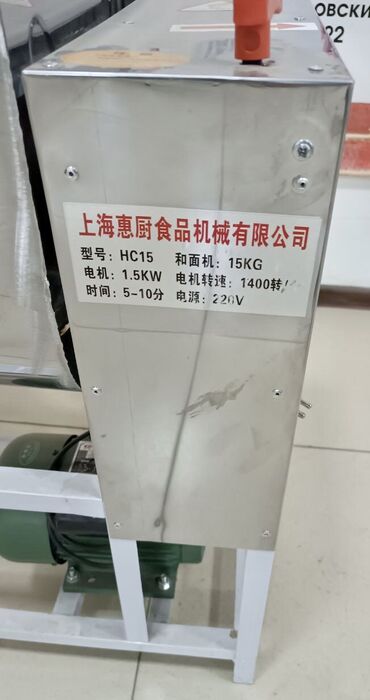 ОВСКИ
22
上海惠厨食品机械有限公司
型号: HC15 和面机: 15KG
电机: 1.5KW 电机转速: 1400转/
时间: 5-10分 电源: 220V